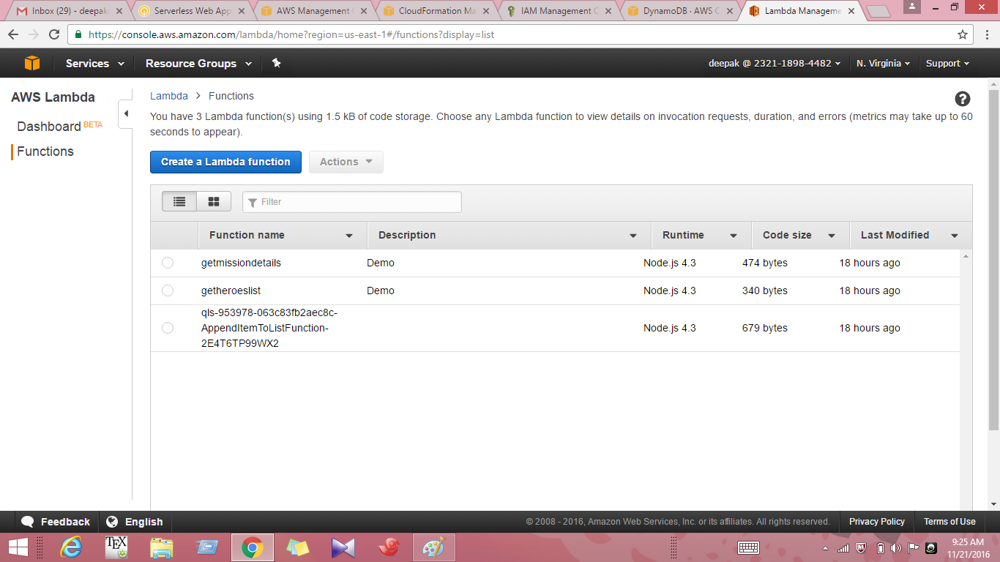 Inbox (29) - deepak
Serverless Web App
AWS Management C
CloudFormation Ma
IAM Management C
DynamoDB · AWS C
Lambda Manageme
https://console.aws.amazon.com/lambda/home?region=us-east-1#/functions?display=list
Services
Resource Groups
deepak @ 2321-1898-4482
N. Virginia
Support
AWS Lambda
Dashboard BETA
Functions
Lambda > Functions
You have 3 Lambda function(s) using 1.5 kB of code storage. Choose any Lambda function to view details on invocation requests, duration, and errors (metrics may take up to 60
seconds to appear).
Create a Lambda function
Actions
Filter
Function name Description Runtime Code size Last Modified
getmissiondetails Demo Node.js 4.3 474 bytes 18 hours ago
getheroeslist Demo Node.js 4.3 340 bytes 18 hours ago
qls-953978-063c83fb2aec8c-
AppendItemToListFunction- Node.js 4.3 679 bytes 18 hours ago
2E4T6TP99WX2
Feedback
English
© 2008 - 2016, Amazon Web Services, Inc. or its affiliates. All rights reserved.
Privacy Policy
Terms of Use
TEX
9:25 AM
11/21/2016